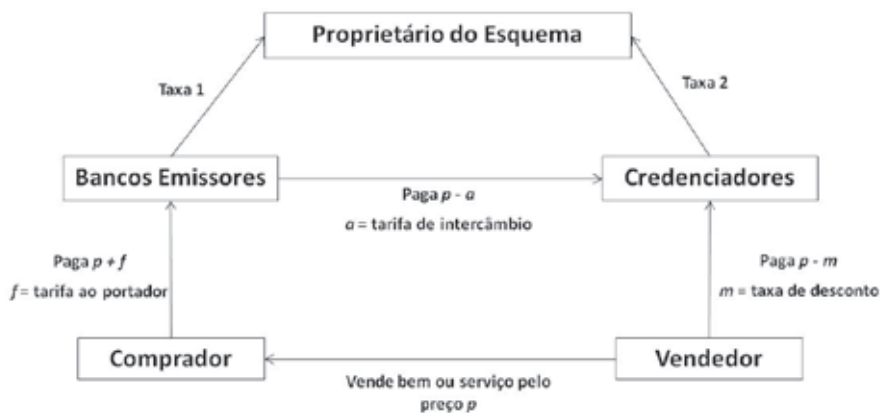 Proprietário do Esquema
Taxa 1
Taxa 2
Bancos Emissores
Credenciadores
Paga p - a
a = tarifa de intercâmbio
Paga p + f
f = tarifa ao portador
Paga p - m
m = taxa de desconto
Comprador
Vendedor
Vende bem ou serviço pelo
preço p